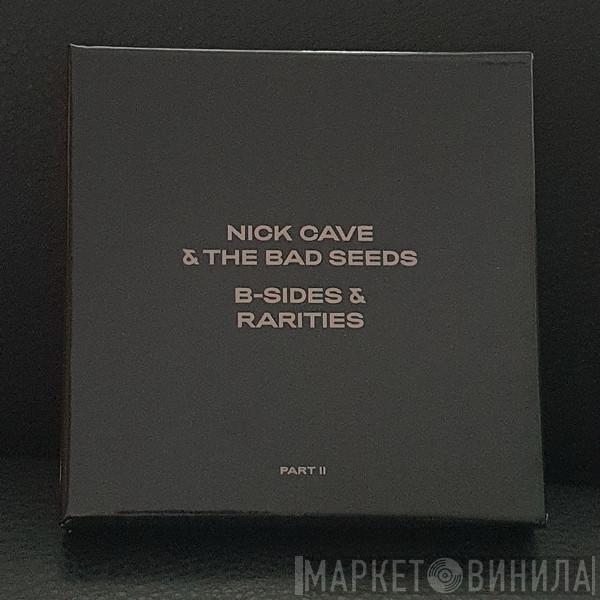 NICK CAVE
& THE BAD SEEDS
B-SIDES &
RARITIES
PART II
МАРКЕТ ВИНИЛА